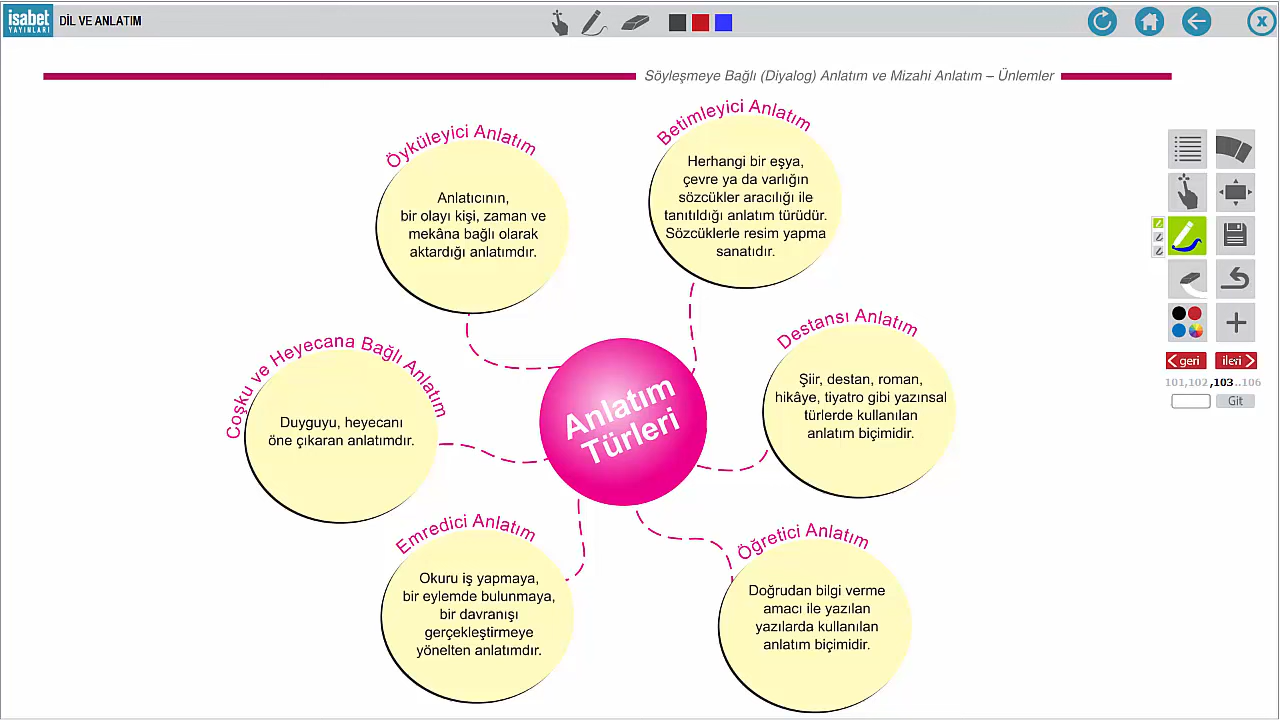 isabet
YAYINLARI
DİL VE ANLATIM
Söyleşmeye Bağlı (Diyalog) Anlatım ve Mizahi Anlatım – Ünlemler
Öyküleyici Anlatım
Anlatıcının,
bir olayı kişi, zaman ve
mekâna bağlı olarak
aktardığı anlatımdır.
Betimleyici Anlatım
Herhangi bir eşya,
çevre ya da varlığın
sözcükler aracılığı ile
tanıtıldığı anlatım türüdür.
Sözcüklerle resim yapma
sanatıdır.
Coşku ve Heyecana Bağlı Anlatım
Duyguyu, heyecanı
öne çıkaran anlatımdır.
Anlatım
Türleri
Destansı Anlatım
Şiir, destan, roman,
hikâye, tiyatro gibi yazınsal
türlerde kullanılan
anlatım biçimidir.
Emredici Anlatım
Okuru iş yapmaya,
bir eylemde bulunmaya,
bir davranışı
gerçekleştirmeye
yönelten anlatımdır.
Öğretici Anlatım
Doğrudan bilgi verme
amacı ile yazılan
yazılarda kullanılan
anlatım biçimidir.
geri
ileri
101,102,103..106
Git